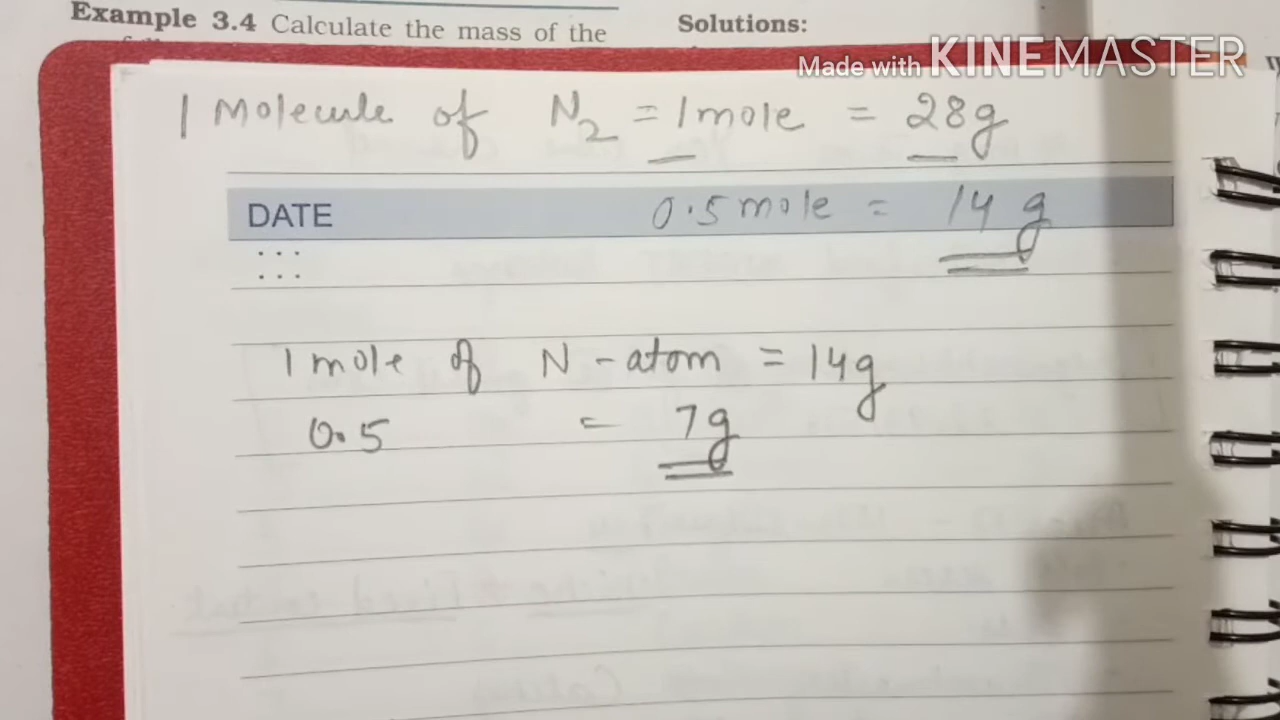 Example 3.4 Calculate the mass of the
Solutions:
Made with KINEMASTER
1 Molecule of N₂ = 1 mole = 28g
DATE
0.5 mole = 14 g
1 mole of N - atom = 14g
0.5 = 7g